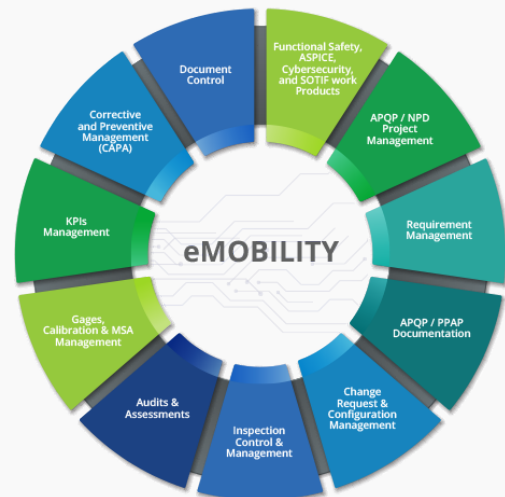 Functional Safety,
ASPICE,
Cybersecurity,
and SOTIF work
Products
APQP / NPD
Project
Management
Requirement
Management
APQP / PPAP
Documentation
Change
Request &
Configuration
Management
Inspection
Control &
Management
Audits &
Assessments
Gages,
Calibration & MSA
Management
KPIs
Management
Corrective
and Preventive
Management
(CAPA)
Document
Control
eMOBILITY